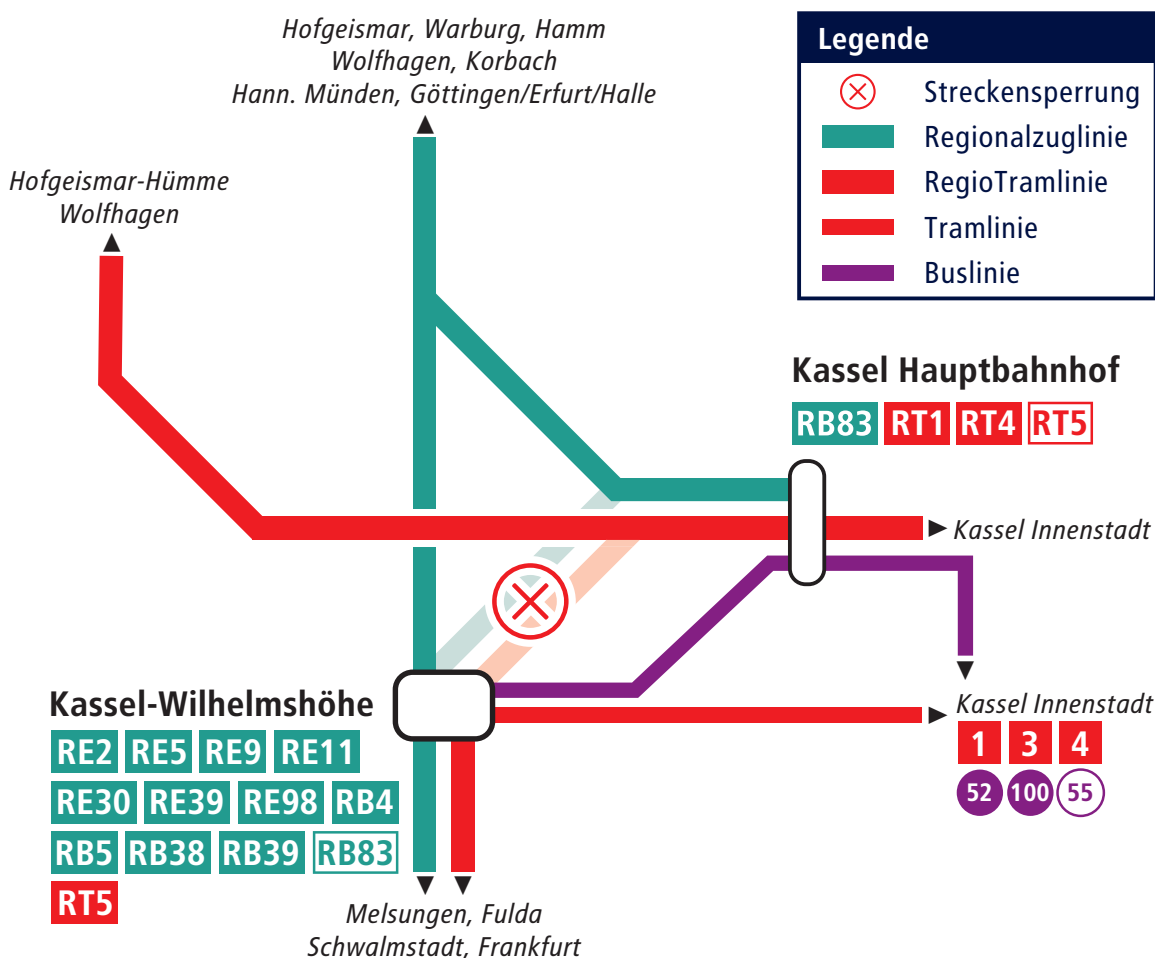 Hofgeismar, Warburg, Hamm
Wolfhagen, Korbach
Hann. Münden, Göttingen/Erfurt/Halle
Legende
Streckensperrung
Regionalzuglinie
RegioTramlinie
Tramlinie
Buslinie
Hofgeismar-Hümme
Wolfhagen
Kassel Hauptbahnhof
RB83 RT1 RT4 RT5
Kassel Innenstadt
Kassel-Wilhelmshöhe
RE2 RE5 RE9 RE11
RE30 RE39 RE98 RB4
RB5 RB38 RB39 RB83
RT5
Kassel Innenstadt
1 3 4
52 100 55
Melsungen, Fulda
Schwalmstadt, Frankfurt